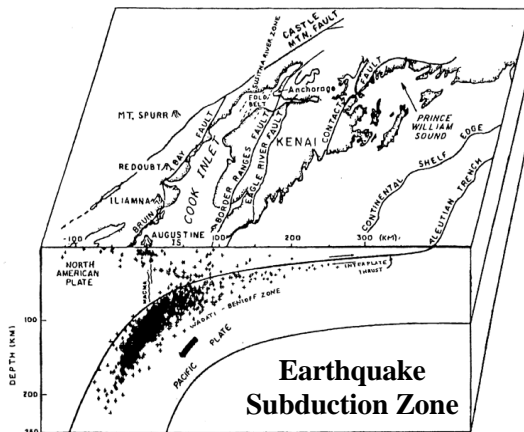 CASTLE
MTN. FAULT
SUSITNA RIVER ZONE
FOLD
BELT
Anchorage
MT. SPURR
REDOUBT
ILIAMNA
BRUIN BAY FAULT
COOK INLET
BORDER RANGES FAULT
EAGLE RIVER FAULT
KENAI
CONTACT FAULT
PRINCE
WILLIAM
SOUND
CONTINENTAL SHELF EDGE
ALEUTIAN TRENCH
AUGUSTINE
IS.
-100
100
200
300 (KM)
NORTH
AMERICAN
PLATE
MAGMA
INTERPLATE
THRUST
WADATI - BENIOFF ZONE
PACIFIC PLATE
DEPTH (KM)
100
200
Earthquake
Subduction Zone